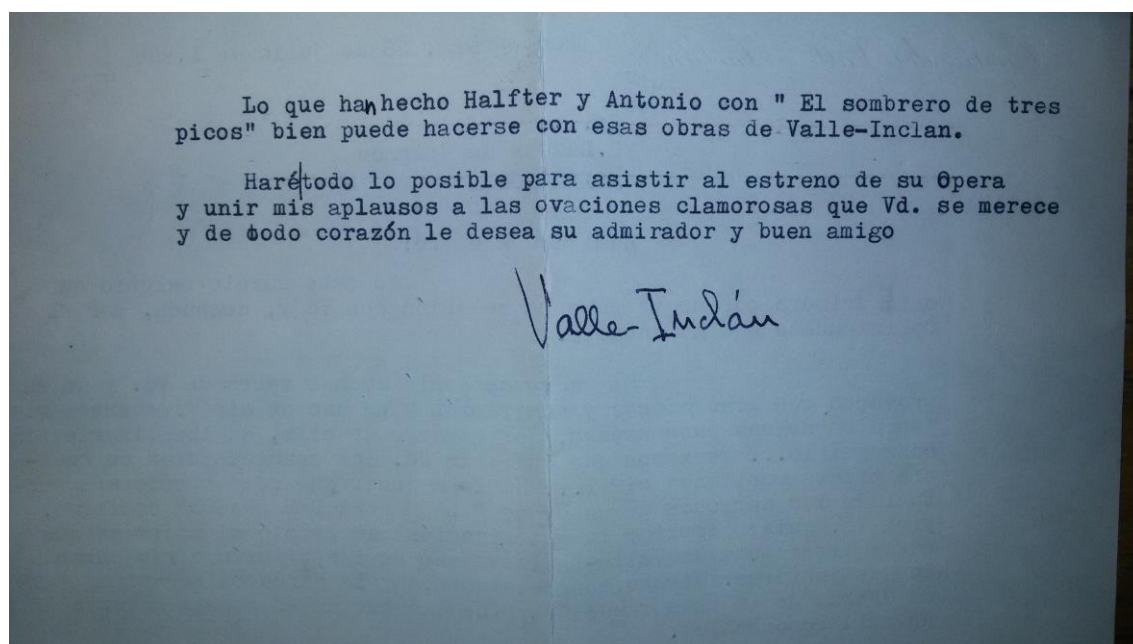 Lo que han hecho Halfter y Antonio con " El sombrero de tres
picos" bien puede hacerse con esas obras de Valle-Inclan.
Haré todo lo posible para asistir al estreno de su Opera
y unir mis aplausos a las ovaciones clamorosas que Vd. se merece
y de todo corazón le desea su admirador y buen amigo
Valle-Inclán